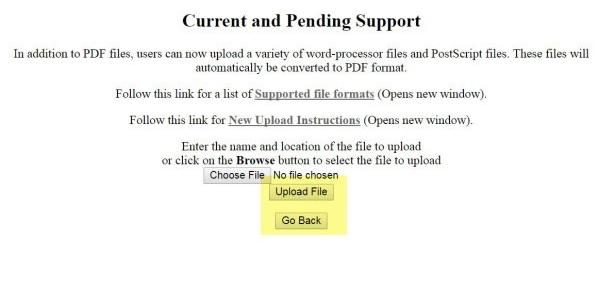 Current and Pending Support
In addition to PDF files, users can now upload a variety of word-processor files and PostScript files. These files will
automatically be converted to PDF format.
Follow this link for a list of Supported file formats (Opens new window).
Follow this link for New Upload Instructions (Opens new window).
Enter the name and location of the file to upload
or click on the Browse button to select the file to upload
Choose File No file chosen
Upload File
Go Back